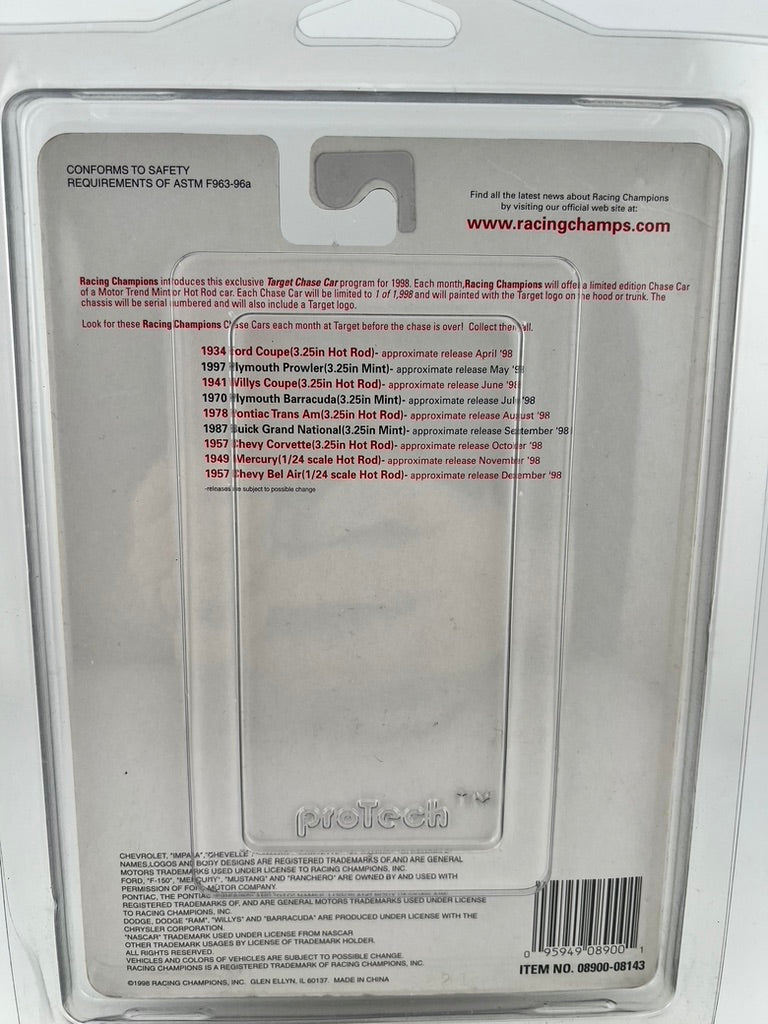 CONFORMS TO SAFETY
REQUIREMENTS OF ASTM F963-96a
Find all the latest news about Racing Champions
by visiting our official web site at:
www.racingchamps.com
Racing Champions introduces this exclusive Target Chase Car program for 1998. Each month, Racing Champions will offer a limited edition Chase Car
of a Motor Trend Mint or Hot Rod car. Each Chase Car will be limited to 1 of 1,998 and will painted with the Target logo on the hood or trunk. The
chassis will be serial numbered and will also include a Target logo.
Look for these Racing Champions Chase Cars each month at Target before the chase is over! Collect them all.
1934 Ford Coupe(3.25in Hot Rod)- approximate release April '98
1997 Plymouth Prowler(3.25in Mint)- approximate release May '98
1941 Willys Coupe(3.25in Hot Rod)- approximate release June '98
1970 Plymouth Barracuda(3.25in Mint)- approximate release July '98
1978 Pontiac Trans Am(3.25in Hot Rod)- approximate release August '98
1987 Buick Grand National(3.25in Mint)- approximate release September '98
1957 Chevy Corvette(3.25in Hot Rod)- approximate release October '98
1949 Mercury(1/24 scale Hot Rod)- approximate release November '98
1957 Chevy Bel Air(1/24 scale Hot Rod)- approximate release December '98
-releases are subject to possible change
proTech TM
CHEVROLET, "IMPALA", "CHEVELLE",
NAMES, LOGOS AND BODY DESIGNS ARE REGISTERED TRADEMARKS OF, AND ARE GENERAL
MOTORS TRADEMARKS USED UNDER LICENSE TO RACING CHAMPIONS, INC.
FORD, "F-150", "MERCURY", "MUSTANG" AND "RANCHERO" ARE OWNED BY AND USED WITH
PERMISSION OF FORD MOTOR COMPANY.
PONTIAC, THE PONTIAC
REGISTERED TRADEMARKS OF, AND ARE GENERAL MOTORS TRADEMARKS USED UNDER LICENSE
TO RACING CHAMPIONS, INC.
DODGE, DODGE "RAM", "WILLYS" AND "BARRACUDA" ARE PRODUCED UNDER LICENSE WITH THE
CHRYSLER CORPORATION.
"NASCAR" TRADEMARK USED UNDER LICENSE FROM NASCAR
OTHER TRADEMARK USAGES BY LICENSE OF TRADEMARK HOLDER.
ALL RIGHTS RESERVED.
VEHICLES AND COLORS OF VEHICLES ARE SUBJECT TO POSSIBLE CHANGE.
RACING CHAMPIONS IS A REGISTERED TRADEMARK OF RACING CHAMPIONS, INC.
©1998 RACING CHAMPIONS, INC. GLEN ELLYN, IL 60137. MADE IN CHINA
0 95949 08900 1
ITEM NO. 08900-08143